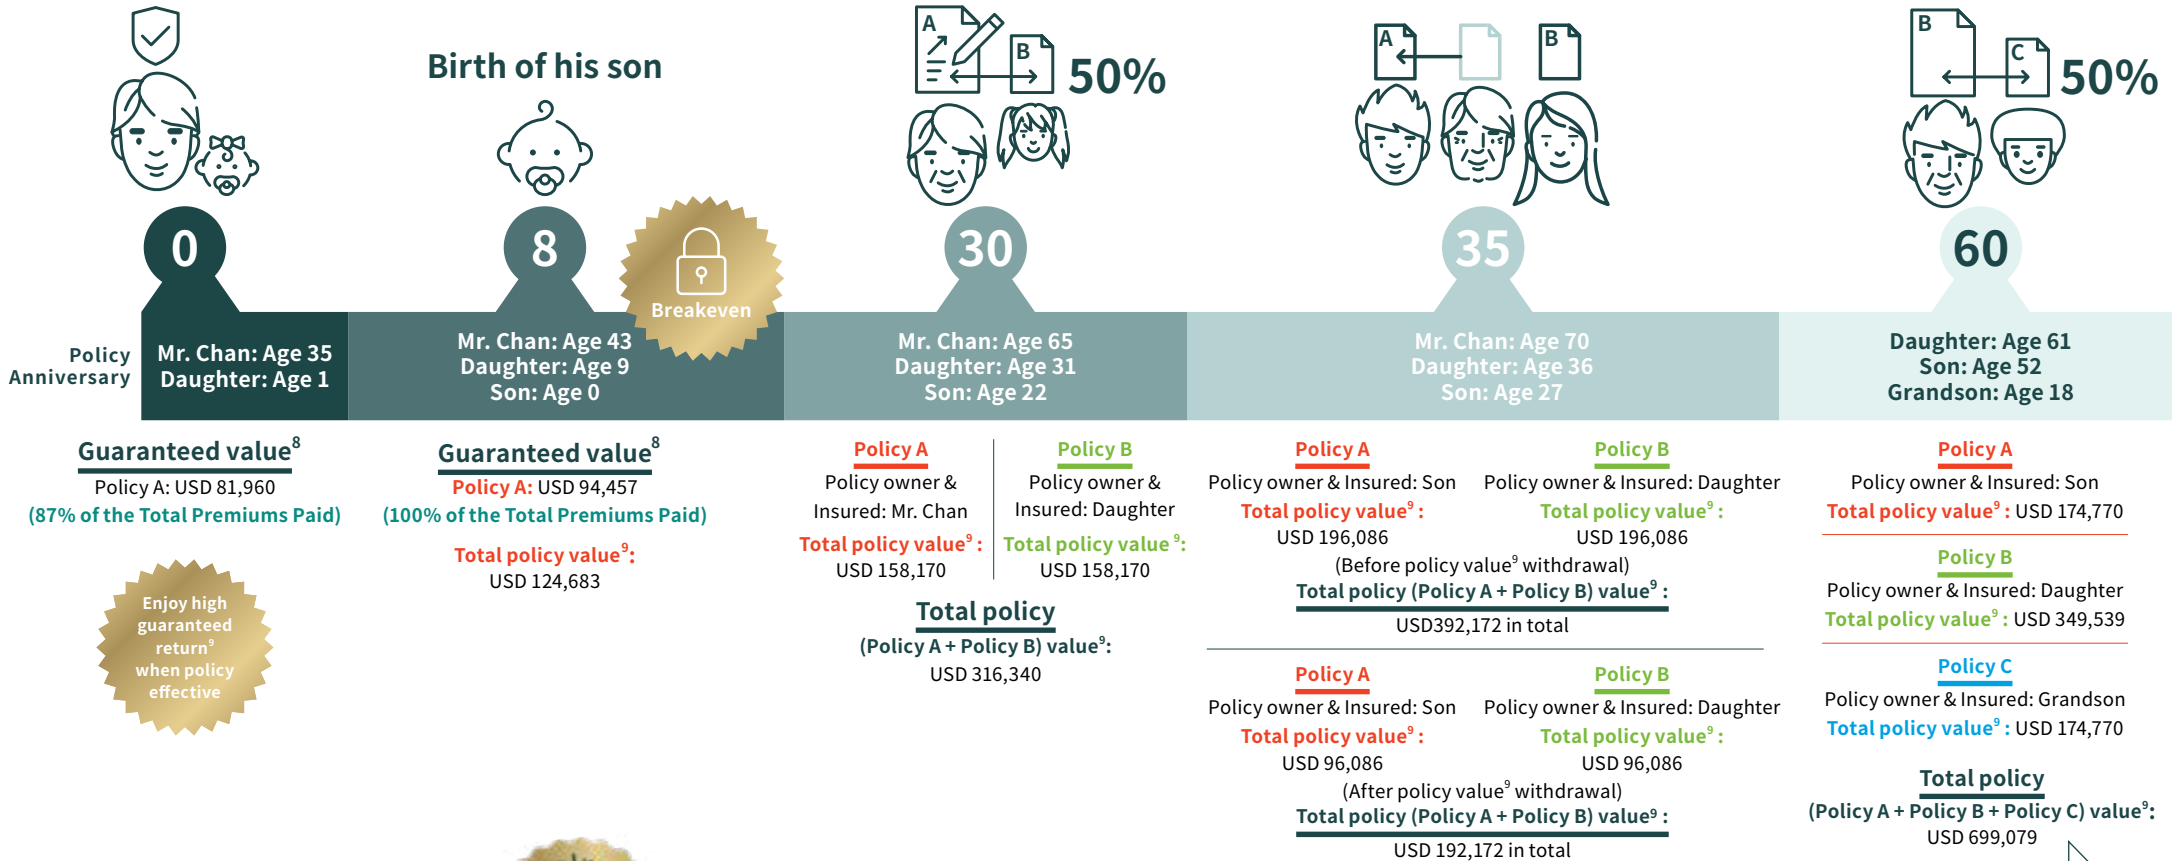 Birth of his son
A
B
50%
A
B
B
C
50%
0
8
30
35
60
Breakeven
Policy
Anniversary
Mr. Chan: Age 35
Daughter: Age 1
Mr. Chan: Age 43
Daughter: Age 9
Son: Age 0
Mr. Chan: Age 65
Daughter: Age 31
Son: Age 22
Mr. Chan: Age 70
Daughter: Age 36
Son: Age 27
Daughter: Age 61
Son: Age 52
Grandson: Age 18
Guaranteed value8
Policy A: USD 81,960
(87% of the Total Premiums Paid)
Enjoy high
guaranteed
return9
when policy
effective
Guaranteed value8
Policy A: USD 94,457
(100% of the Total Premiums Paid)
Total policy value9:
USD 124,683
Policy A
Policy owner &
Insured: Mr. Chan
Total policy value9 :
USD 158,170
Policy B
Policy owner &
Insured: Daughter
Total policy value 9:
USD 158,170
Total policy
(Policy A + Policy B) value9:
USD 316,340
Policy A
Policy owner & Insured: Son
Total policy value9 :
USD 196,086
Policy B
Policy owner & Insured: Daughter
Total policy value9 :
USD 196,086
(Before policy value9 withdrawal)
Total policy (Policy A + Policy B) value9 :
USD392,172 in total
Policy A
Policy owner & Insured: Son
Total policy value9 :
USD 96,086
Policy B
Policy owner & Insured: Daughter
Total policy value9 :
USD 96,086
(After policy value9 withdrawal)
Total policy (Policy A + Policy B) value9 :
USD 192,172 in total
Policy A
Policy owner & Insured: Son
Total policy value9 : USD 174,770
Policy B
Policy owner & Insured: Daughter
Total policy value9 : USD 349,539
Policy C
Policy owner & Insured: Grandson
Total policy value9 : USD 174,770
Total policy
(Policy A + Policy B + Policy C) value9:
USD 699,079